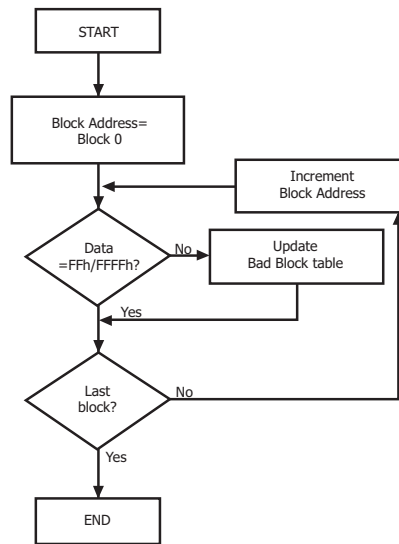 START
Block Address=
Block 0
Increment
Block Address
Data
=FFh/FFFFh?
No
Update
Bad Block table
Yes
Last
block?
No
Yes
END